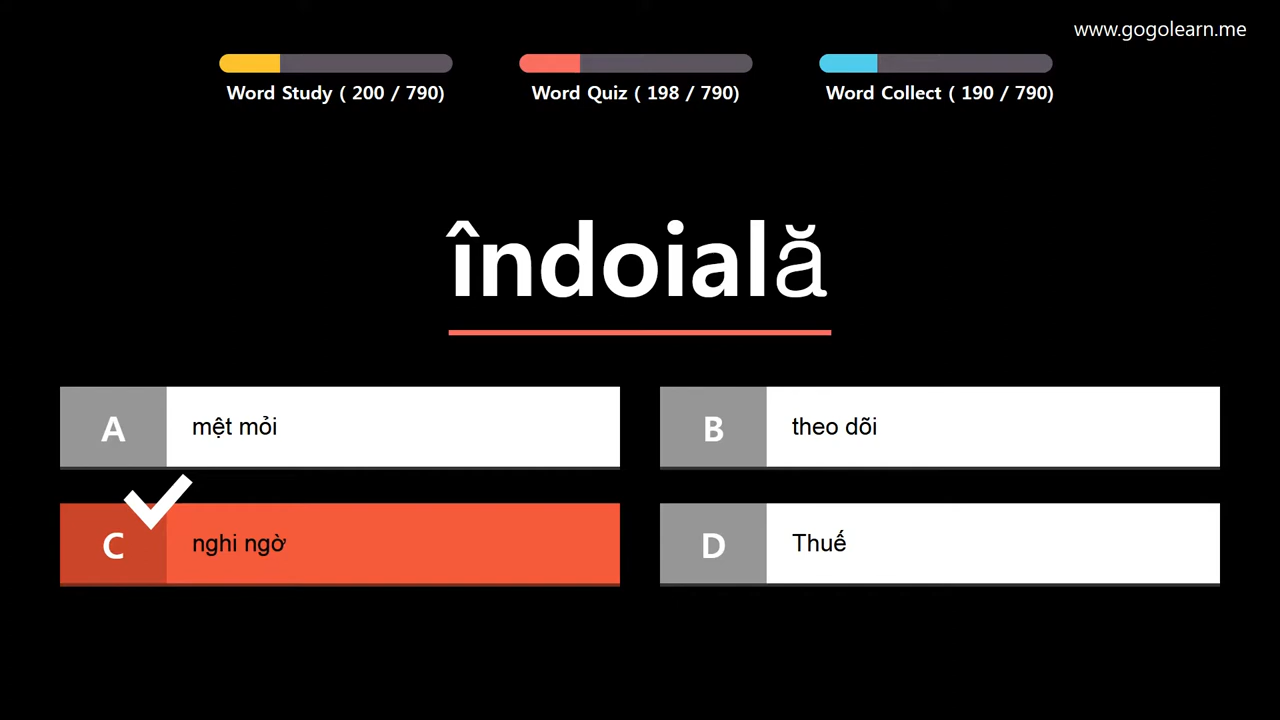 www.gogolearn.me
Word Study ( 200 / 790)
Word Quiz ( 198 / 790)
Word Collect ( 190 / 790)
îndoială
A
mệt mỏi
B
theo dõi
C
nghi ngờ
D
Thuế